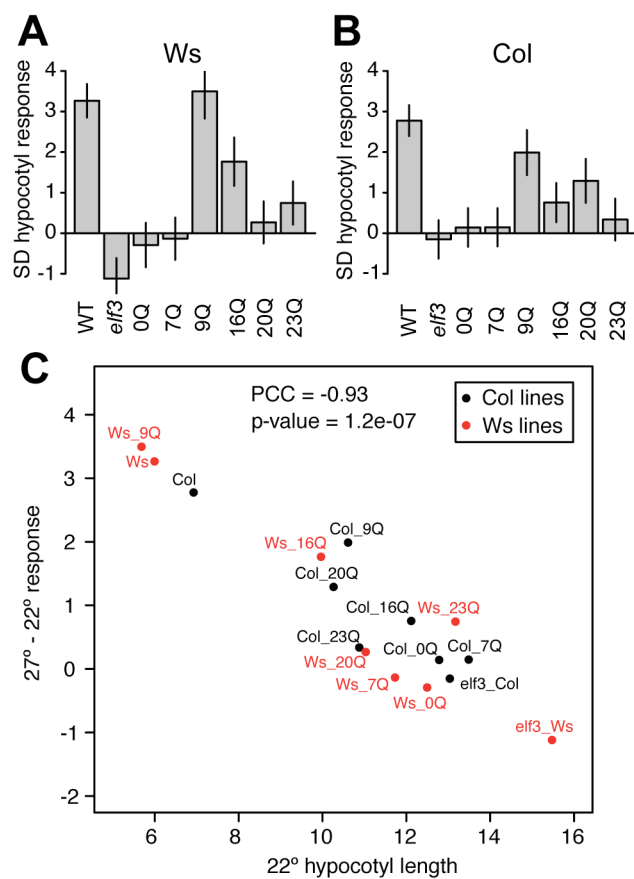 A
Ws
SD hypocotyl response
4
3
2
1
0
-1
WT
elf3
0Q
7Q
9Q
16Q
20Q
23Q
B
Col
SD hypocotyl response
4
3
2
1
0
-1
WT
elf3
0Q
7Q
9Q
16Q
20Q
23Q
C
PCC = -0.93
p-value = 1.2e-07
Col lines
Ws lines
27º - 22º response
4
3
2
1
0
-1
-2
Ws_9Q
Ws
Col
Col_9Q
Ws_16Q
Col_20Q
Col_16Q
Ws_23Q
Col_23Q
Col_0Q
Col_7Q
Ws_20Q
Ws_7Q
elf3_Col
Ws_0Q
elf3_Ws
6
8
10
11
12
14
16
22º hypocotyl length